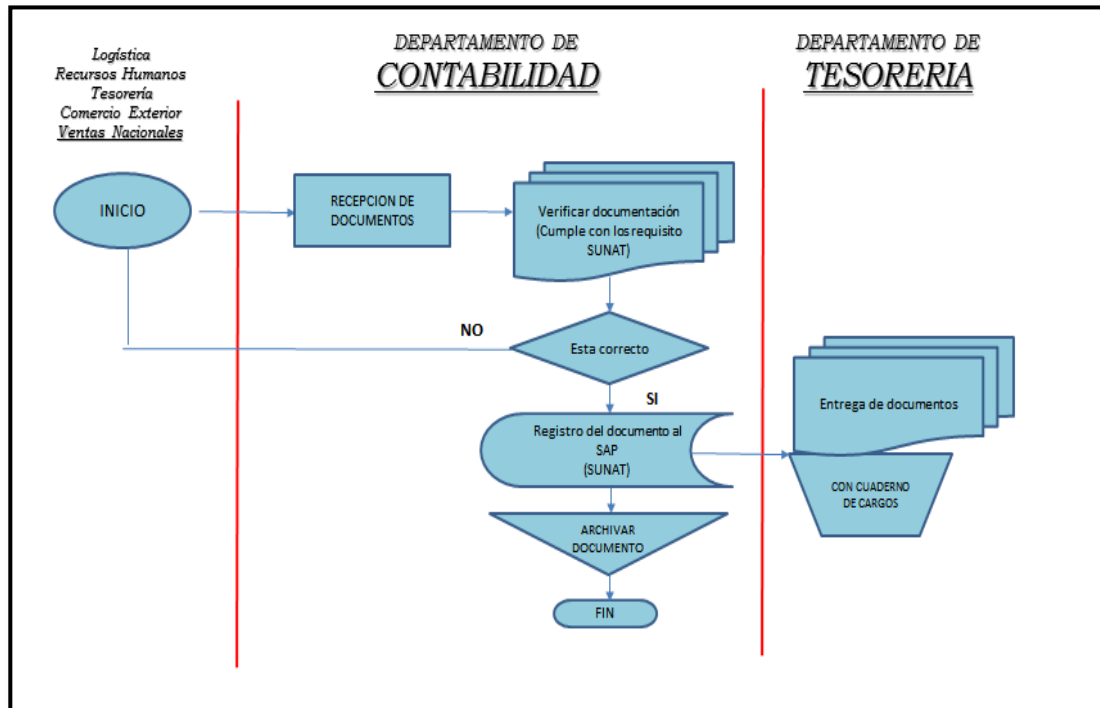 Logística
Recursos Humanos
Tesorería
Comercio Exterior
Ventas Nacionales
DEPARTAMENTO DE
CONTABILIDAD
DEPARTAMENTO DE
TESORERIA
INICIO
RECEPCION DE
DOCUMENTOS
Verificar documentación
(Cumple con los requisito
SUNAT)
NO
Esta correcto
SI
Registro del documento al
SAP
(SUNAT)
Entrega de documentos
CON CUADERNO
DE CARGOS
ARCHIVAR
DOCUMENTO
FIN